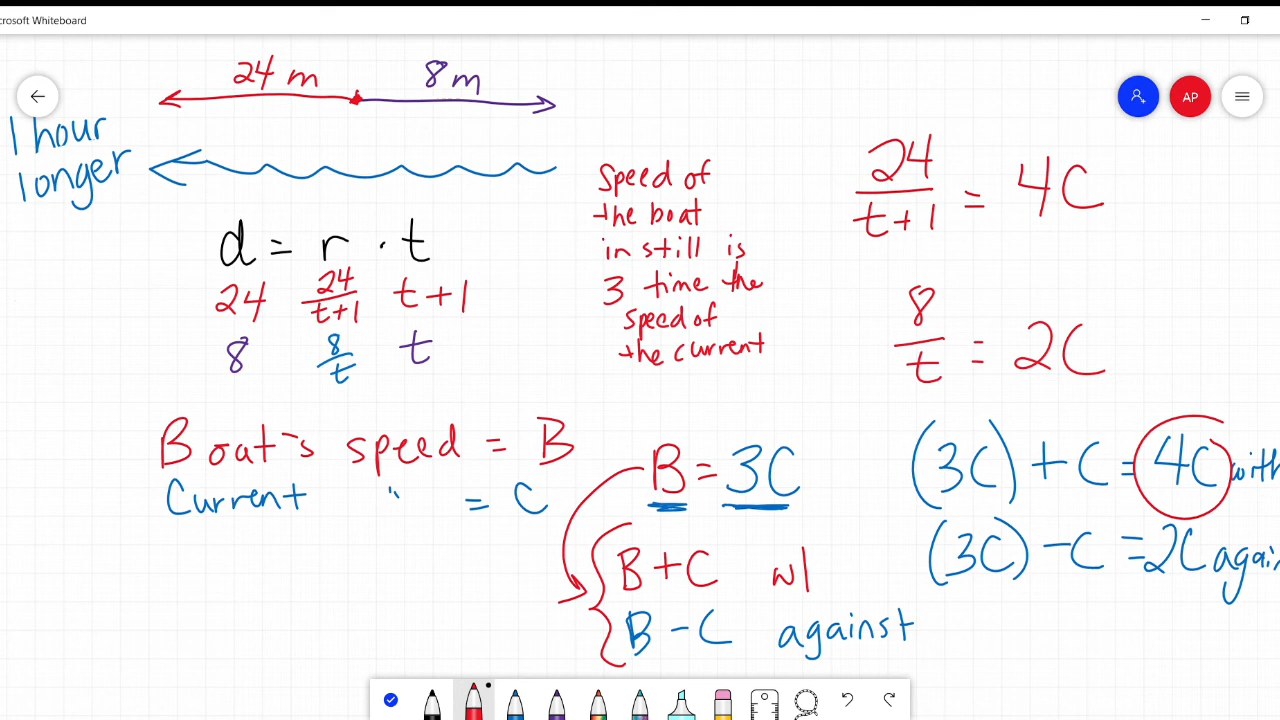 crosoft Whiteboard
24 m 8 m
AP
1 hour
longer
d = r · t
24 24/t+1 t+1
8 8/t t
Speed of
the boat
in still is
3 time the
speed of
the current
24/t+1 = 4C
8/t = 2C
Boat's speed = B
Current " = C
B = 3C
B+C w/
B-C against
(3C) + C = 4C with
(3C) - C = 2C agai